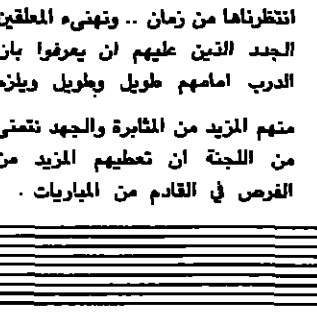 انتظرناها من زمان .. ونهنىء المعلقين
الجدد الذين عليهم ان يعرفوا بان
الدرب امامهم طويل وطويل ويلزم
منهم المزيد من المثابرة والجهد نتمنى
من اللجنة ان تعطيهم المزيد من
الفرص في القادم من المباريات .